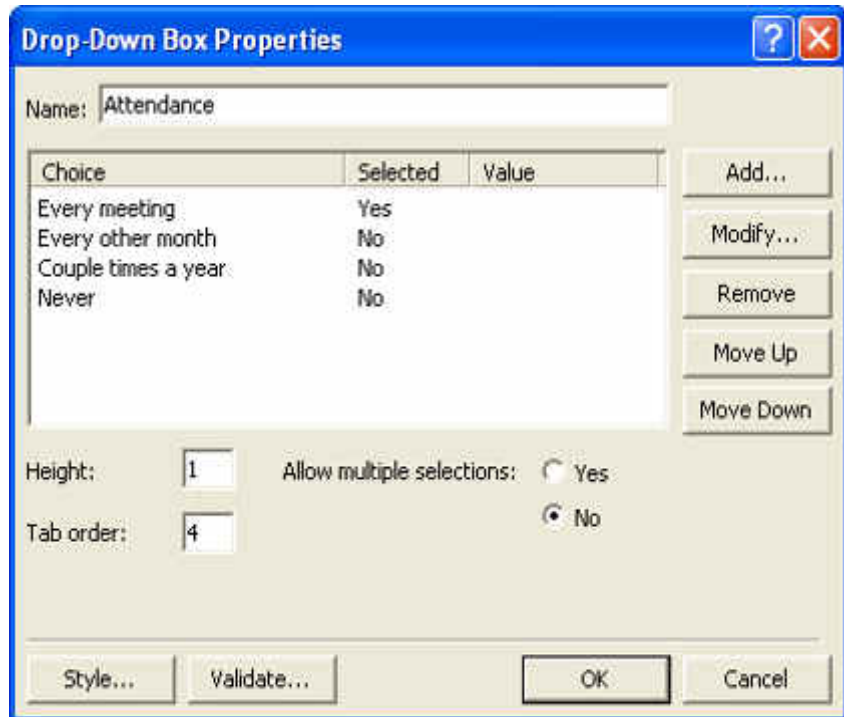 Drop-Down Box Properties
Name: Attendance
Choice Selected Value
Every meeting Yes
Every other month No
Couple times a year No
Never No
Add...
Modify...
Remove
Move Up
Move Down
Height: 1 Allow multiple selections: Yes
No
Tab order: 4
Style... Validate... OK Cancel